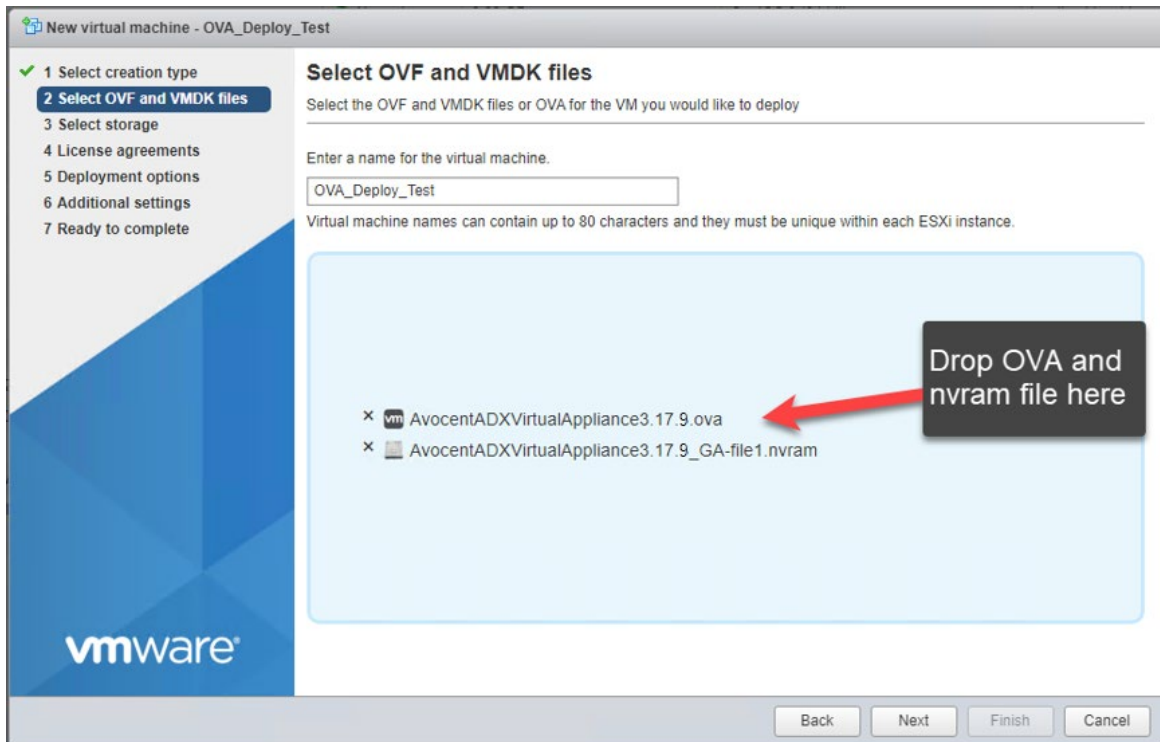 New virtual machine - OVA_Deploy_Test
1 Select creation type
2 Select OVF and VMDK files
3 Select storage
4 License agreements
5 Deployment options
6 Additional settings
7 Ready to complete
vmware®
Select OVF and VMDK files
Select the OVF and VMDK files or OVA for the VM you would like to deploy
Enter a name for the virtual machine.
OVA_Deploy_Test
Virtual machine names can contain up to 80 characters and they must be unique within each ESXi instance.
Drop OVA and
nvram file here
vm AvocentADXVirtualAppliance3.17.9.ova
AvocentADXVirtualAppliance3.17.9_GA-file1.nvram
Back Next Finish Cancel